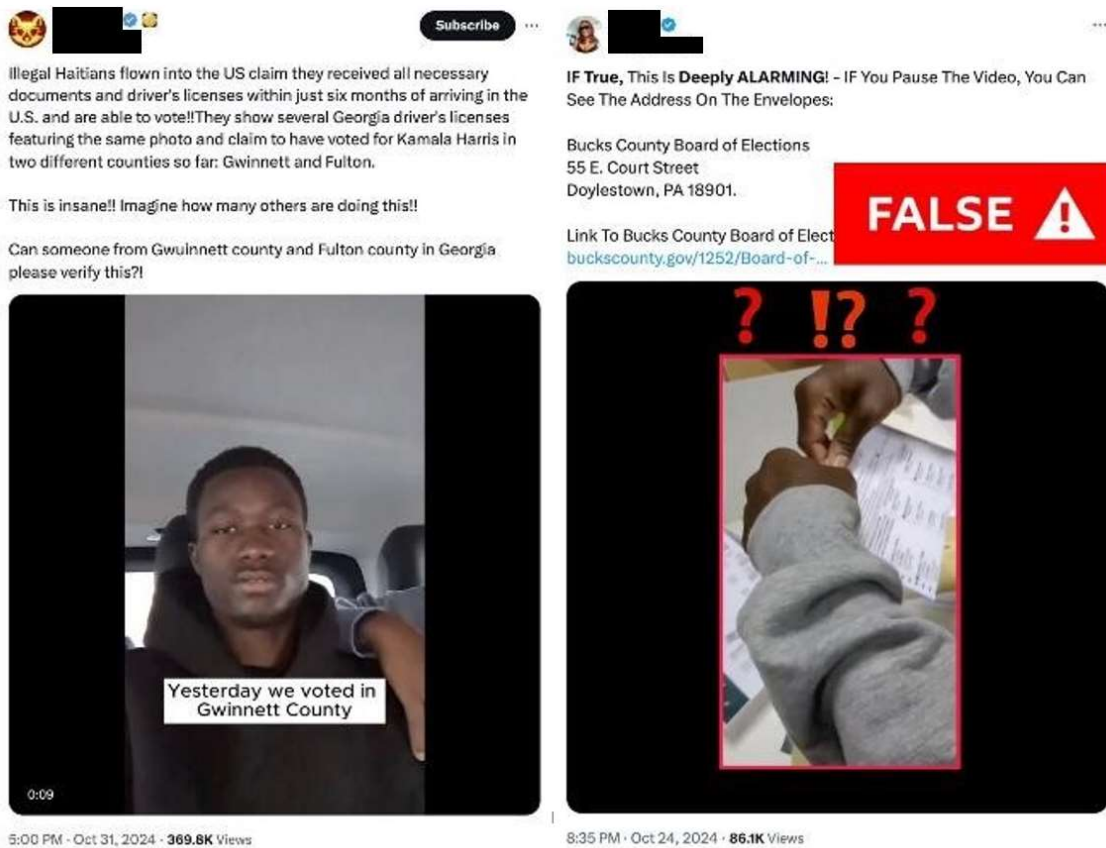 Subscribe
Illegal Haitians flown into the US claim they received all necessary
documents and driver's licenses within just six months of arriving in the
U.S. and are able to vote!!They show several Georgia driver's licenses
featuring the same photo and claim to have voted for Kamala Harris in
two different counties so far: Gwinnett and Fulton.
This is insane!! Imagine how many others are doing this!!
Can someone from Gwuinnett county and Fulton county in Georgia
please verify this?!
Yesterday we voted in
Gwinnett County
0:09
5:00 PM · Oct 31, 2024 · 369.8K Views
IF True, This Is Deeply ALARMING! - IF You Pause The Video, You Can
See The Address On The Envelopes:
Bucks County Board of Elections
55 E. Court Street
Doylestown, PA 18901.
FALSE
Link To Bucks County Board of Elect
buckscounty.gov/1252/Board-of-...
❓ ⁉️ ❓
8:35 PM · Oct 24, 2024 · 86.1K Views